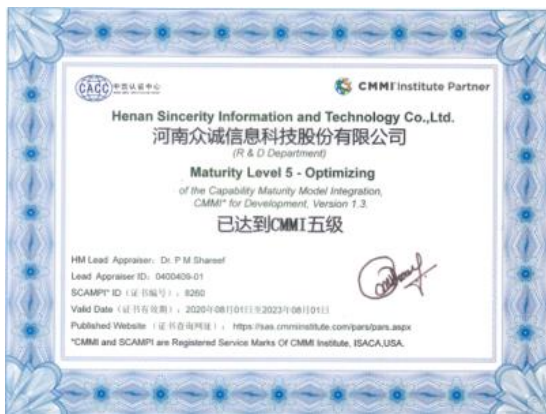 CACC 中资认证中心
CMMI Institute Partner
Henan Sincerity Information and Technology Co.,Ltd.
河南众诚信息科技股份有限公司
(R & D Department)
Maturity Level 5 - Optimizing
of the Capability Maturity Model Integration,
CMMI* for Development, Version 1.3.
已达到CMMI五级
HM Lead Appraiser: Dr. P M Shareef
Lead Appraiser ID: 0400409-01
SCAMPI* ID（证书编号）: 8260
Valid Date（证书有效期）: 2020年08月01日至2023年08月01日
Published Website （证书查询网址）: https://sas.cmmiinstitute.com/pars/pars.aspx
*CMMI and SCAMPI are Registered Service Marks Of CMMI Institute, ISACA,USA.